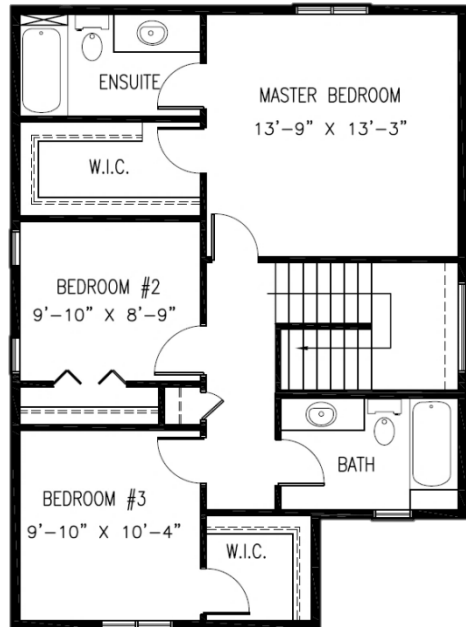 ENSUITE
MASTER BEDROOM
13'-9" X 13'-3"
W.I.C.
BEDROOM #2
9'-10" X 8'-9"
BATH
BEDROOM #3
9'-10" X 10'-4"
W.I.C.